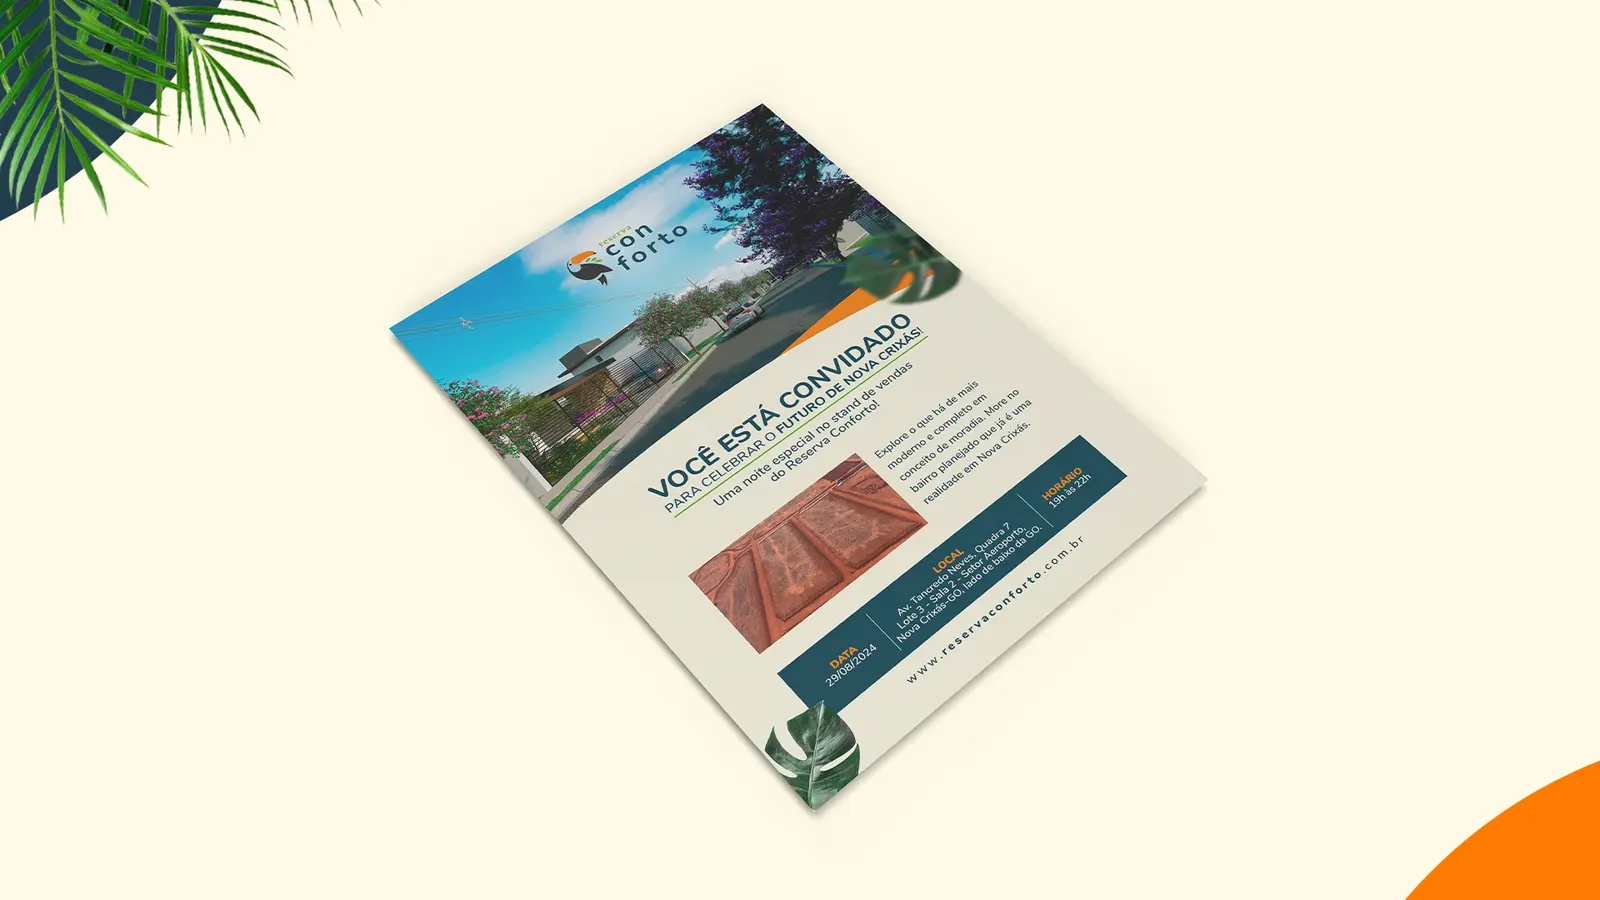 reserva
con
forto
VOCÊ ESTÁ CONVIDADO
PARA CELEBRAR O FUTURO DE NOVA CRIXÁS!
Uma noite especial no stand de vendas
do Reserva Conforto!
Explore o que há de mais
moderno e completo em
conceito de moradia. More no
bairro planejado que já é uma
realidade em Nova Crixás.
DATA
29/08/2024
LOCAL
Av. Tancredo Neves, Quadra 7
Lote 3 - Sala 2 - Setor Aeroporto,
Nova Crixás-GO, lado de baixo da GO.
HORÁRIO
19h às 22h
www.reservaconforto.com.br